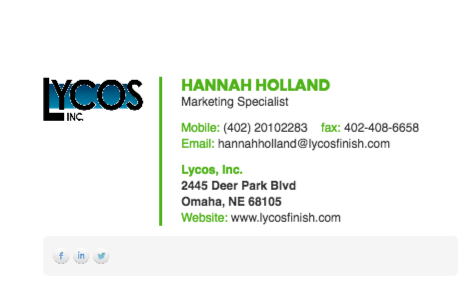 LYCOS
INC.
HANNAH HOLLAND
Marketing Specialist
Mobile: (402) 20102283 fax: 402-408-6658
Email: hannahholland@lycosfinish.com
Lycos, Inc.
2445 Deer Park Blvd
Omaha, NE 68105
Website: www.lycosfinish.com
f in